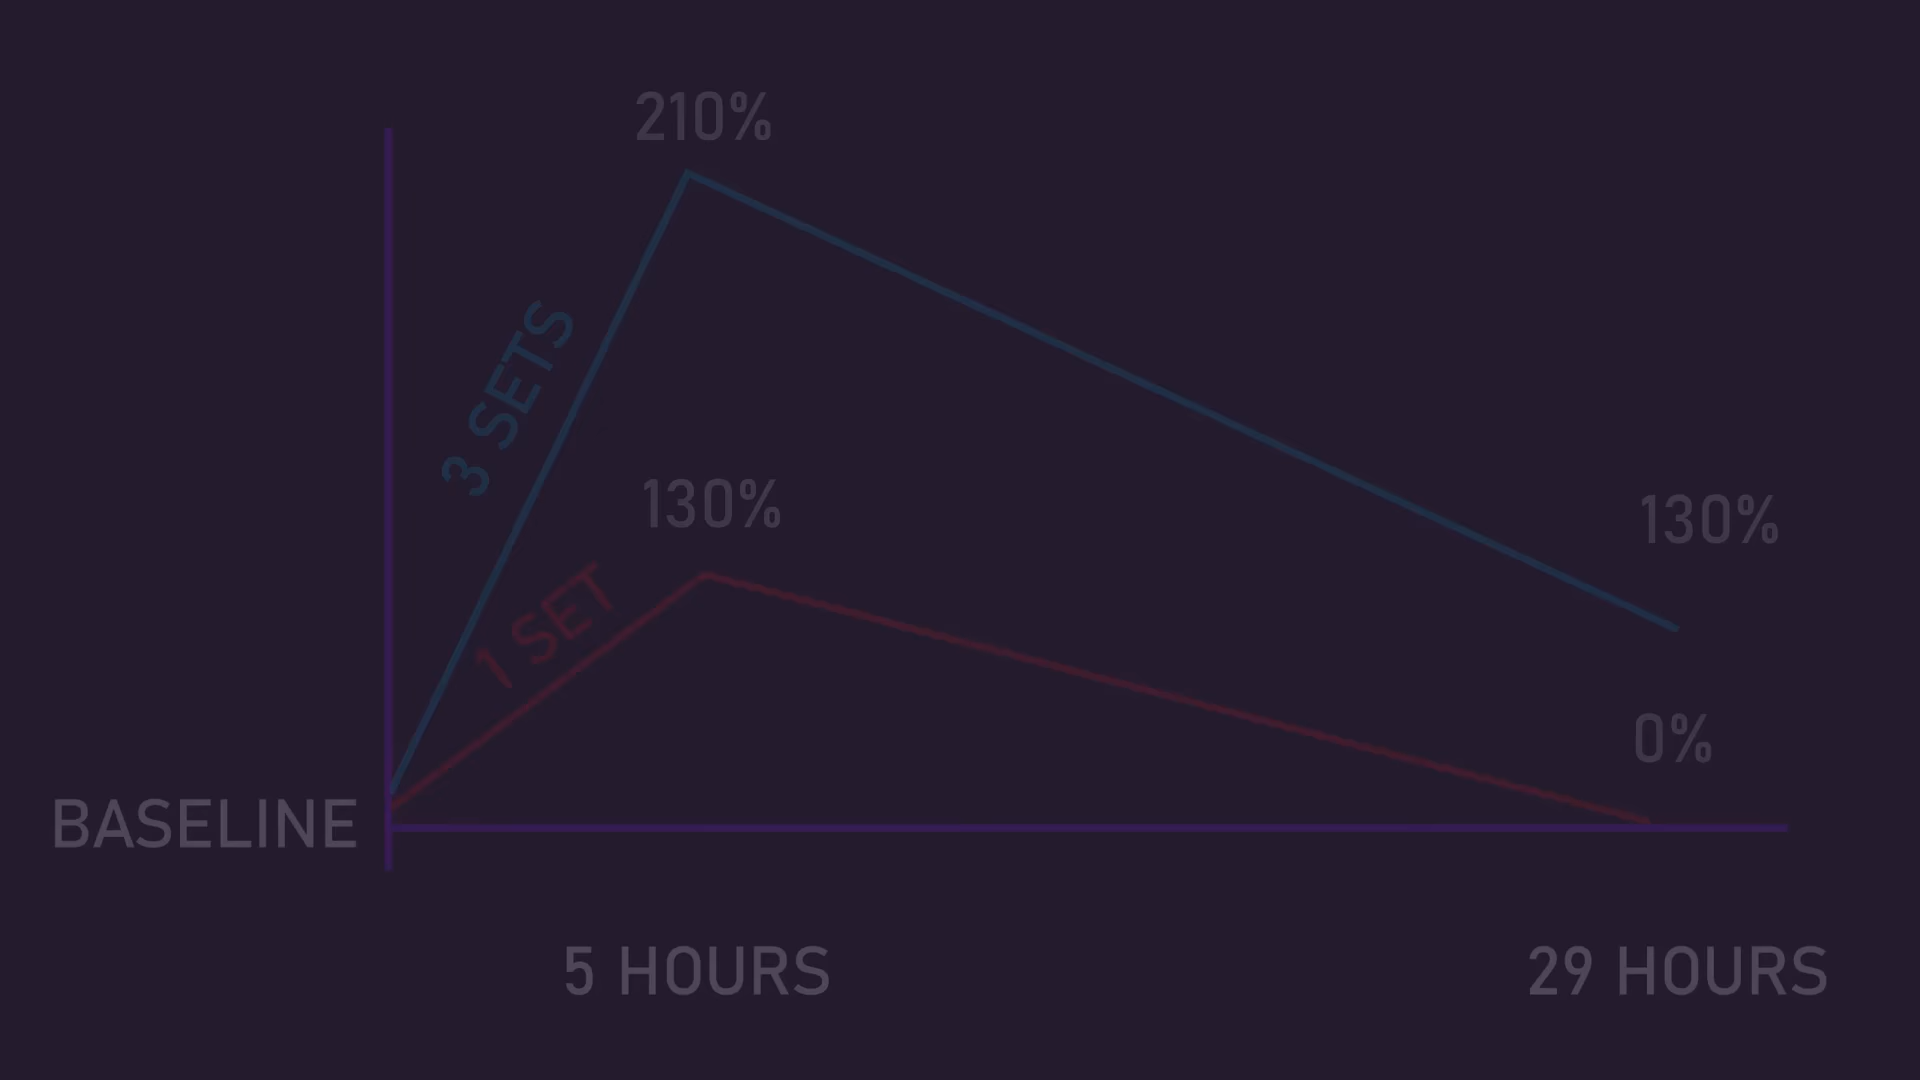 210%
3 SETS
130%
130%
1 SET
0%
BASELINE
5 HOURS
29 HOURS